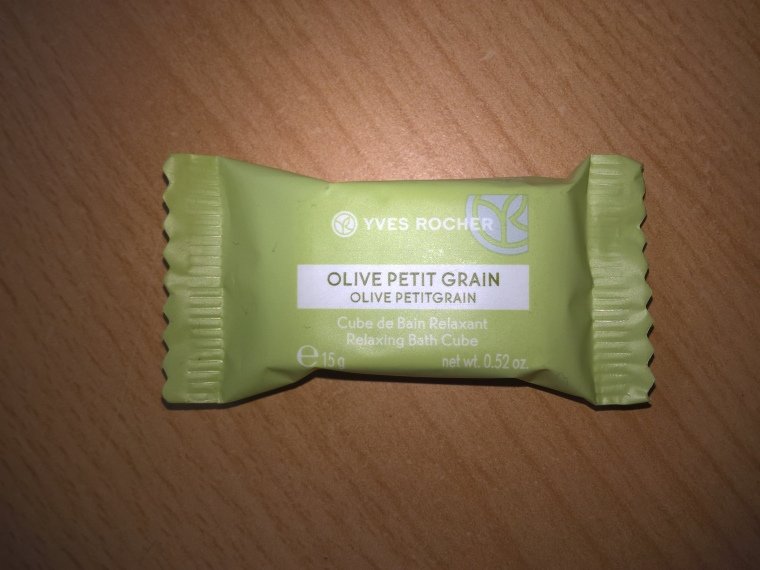 YVES ROCHER
OLIVE PETIT GRAIN
OLIVE PETITGRAIN
Cube de Bain Relaxant
Relaxing Bath Cube
℮ 15 g net wt. 0.52 oz.